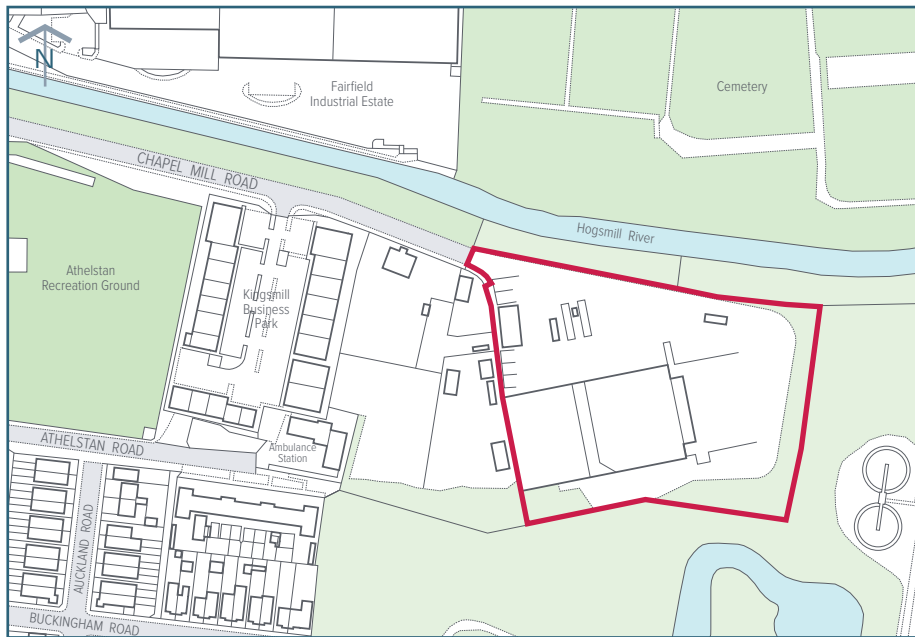 N
Fairfield
Industrial Estate
Cemetery
CHAPEL MILL ROAD
Hogsmill River
Athelstan
Recreation Ground
Kingsmill
Business
Park
ATHELSTAN ROAD
Ambulance
Station
AUCKLAND ROAD
BUCKINGHAM ROAD